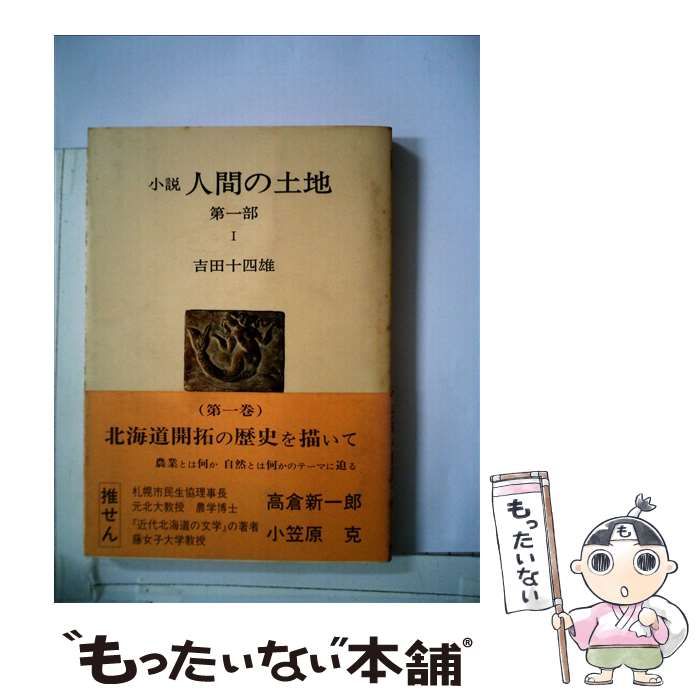 小説 人間の土地
第一部
I
吉田十四雄
(第一巻)
北海道開拓の歴史を描いて
農業とは何か 自然とは何かのテーマに迫る
推せん
札幌市民生協理事長
元北大教授 農学博士
高倉新一郎
「近代北海道の文学」の著者
藤女子大学教授
小笠原 克
もったいない
"もったいない"本舗®